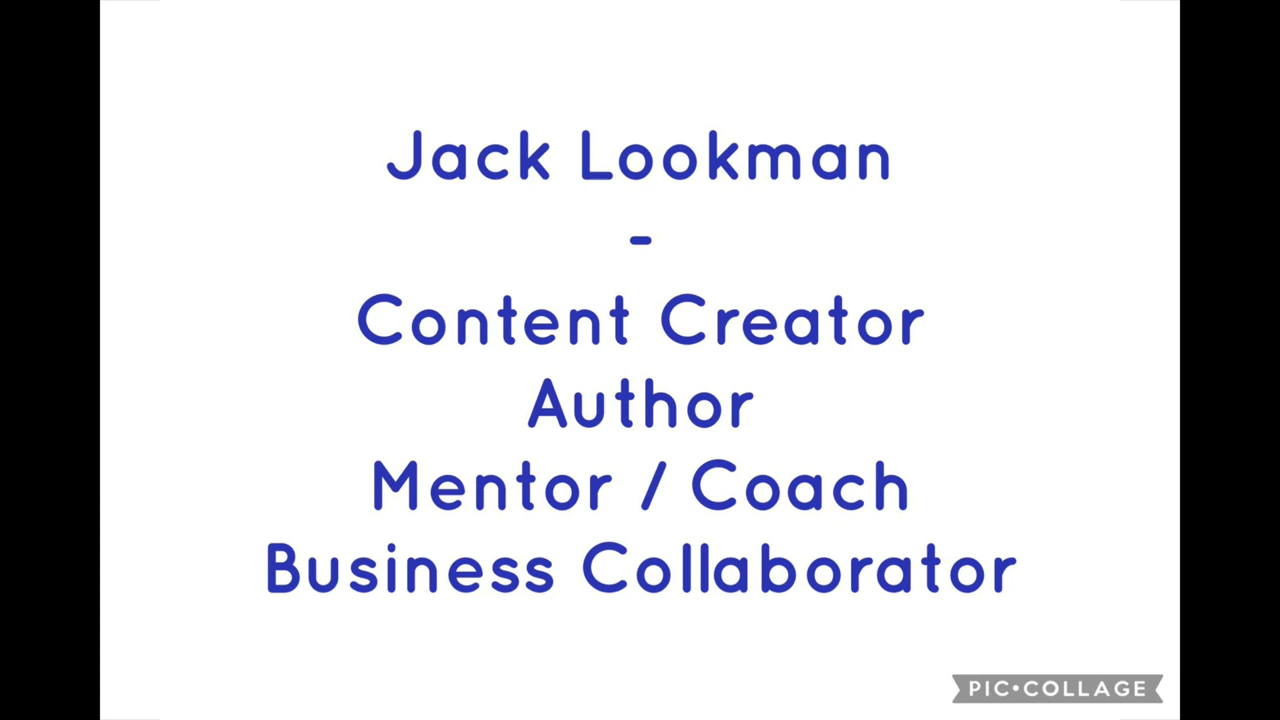 Jack Lookman
-
Content Creator
Author
Mentor / Coach
Business Collaborator
PIC•COLLAGE